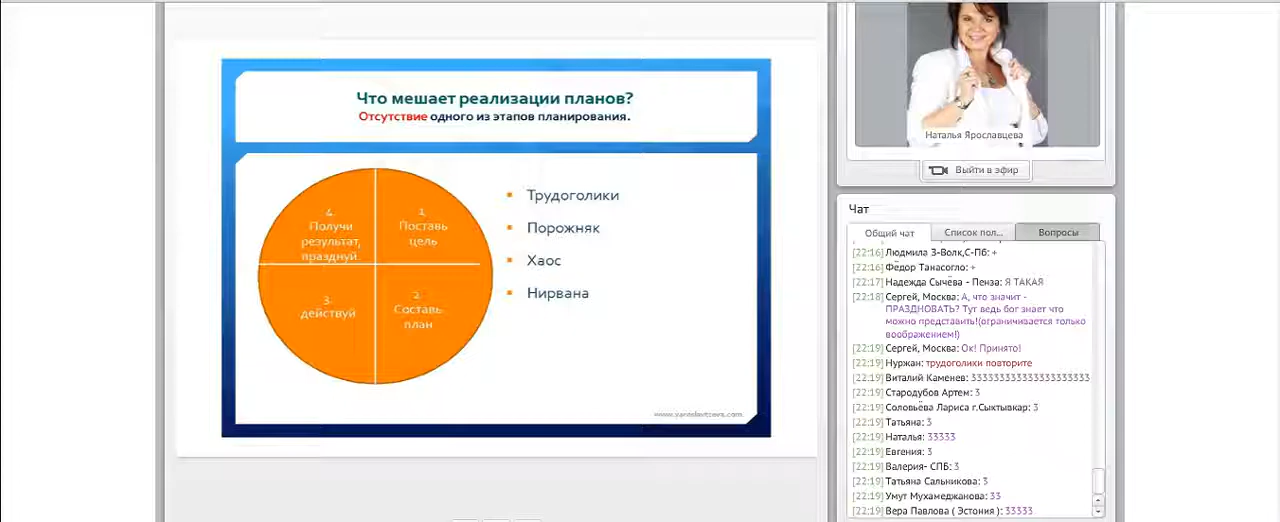 Что мешает реализации планов?
Отсутствие одного из этапов планирования.
4.
Получи
результат,
празднуй.
1.
Поставь
цель
3.
действуй
2.
Составь
план
Трудоголики
Порожняк
Хаос
Нирвана
www.yaroslavtzeva.com
Наталья Ярославцева
Выйти в эфир
Чат
Общий чат
Список пол...
Вопросы
[22:16] Людмила З-Волк,С-Пб: +
[22:16] Фёдор Танасогло: +
[22:17] Надежда Сычёва - Пенза: Я ТАКАЯ
[22:18] Сергей, Москва: А, что значит -
ПРАЗДНОВАТЬ? Тут ведь бог знает что
можно представить!(ограничивается только
воображением!)
[22:19] Сергей, Москва: Ок! Принято!
[22:19] Нуржан: трудоголики повторите
[22:19] Виталий Каменев: 33333333333333333333333
[22:19] Стародубов Артем: 3
[22:19] Соловьёва Лариса г.Сыктывкар: 3
[22:19] Татьяна: 3
[22:19] Наталья: 33333
[22:19] Евгения: 3
[22:19] Валерия- СПБ: 3
[22:19] Татьяна Сальникова: 3
[22:19] Умут Мухамеджанова: 33
[22:19] Вера Павлова ( Эстония ): 33333